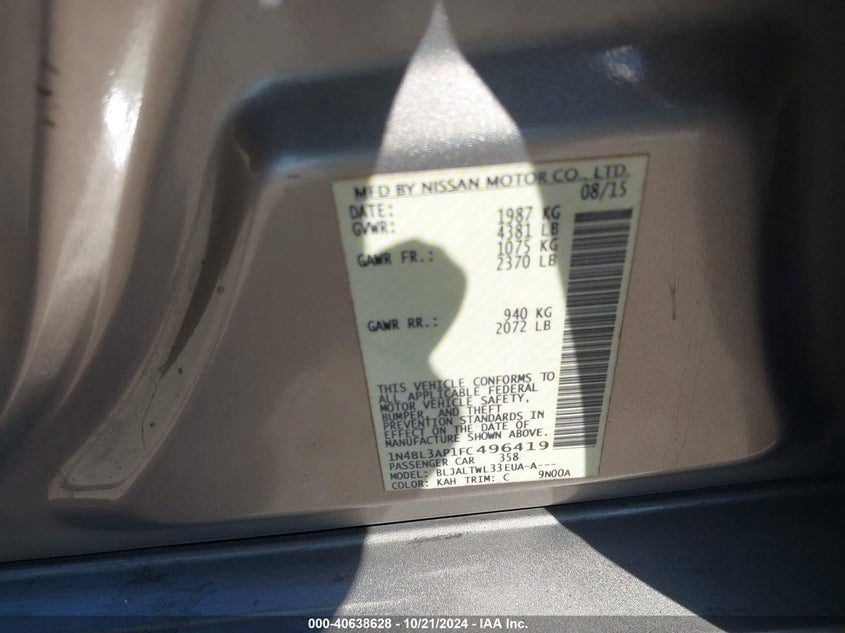 MFD BY NISSAN MOTOR CO., LTD.
DATE: 08/15
GVWR: 1987 KG
4381 LB
GAWR FR.: 1075 KG
2370 LB
GAWR RR.: 940 KG
2072 LB
THIS VEHICLE CONFORMS TO
ALL APPLICABLE FEDERAL
MOTOR VEHICLE SAFETY,
BUMPER, AND THEFT
PREVENTION STANDARDS IN
EFFECT ON THE DATE OF
MANUFACTURE SHOWN ABOVE.
1N4BL3AP1FC496419
PASSENGER CAR 358
MODEL: BLJALTWL33EUA-A---
COLOR: KAH TRIM: C 9N00A
000-40638628 - 10/21/2024 - IAA Inc.